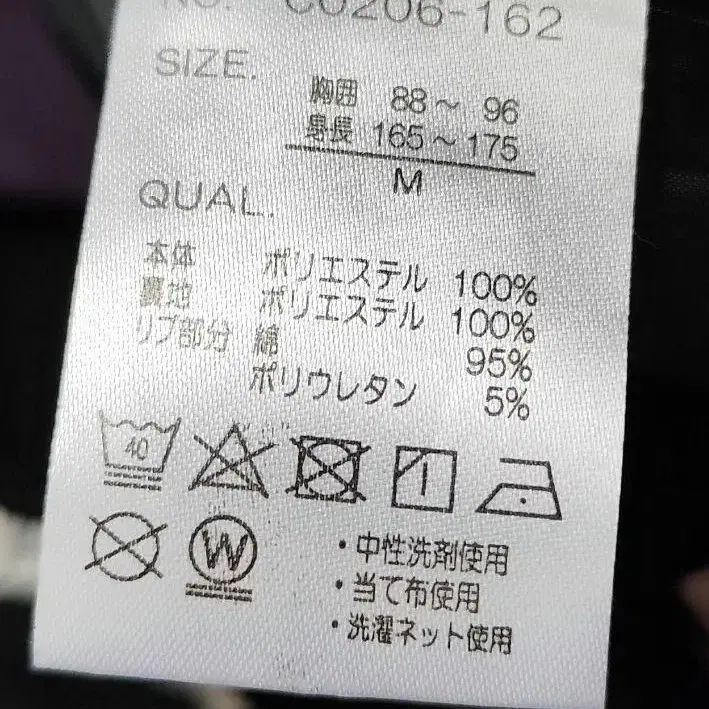 NO. C0206-162
SIZE.
胸囲 88～ 96
身長 165～175
M
QUAL.
本体 ポリエステル 100%
裏地 ポリエステル 100%
リブ部分 綿 95%
ポリウレタン 5%
40
W
・中性洗剤使用
・当て布使用
・洗濯ネット使用